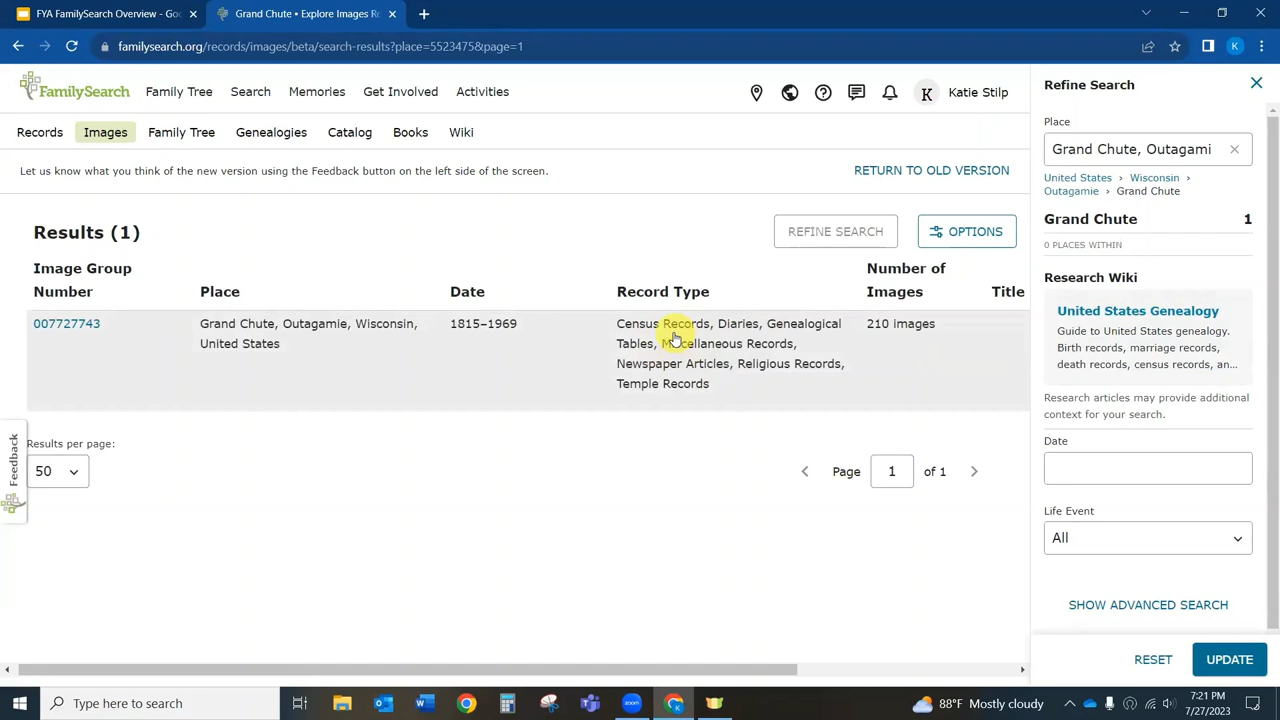 FYA FamilySearch Overview - Goo
Grand Chute • Explore Images Re
familysearch.org/records/images/beta/search-results?place=5523475&page=1
K
FamilySearch
Family Tree
Search
Memories
Get Involved
Activities
K
Katie Stilp
Records
Images
Family Tree
Genealogies
Catalog
Books
Wiki
Let us know what you think of the new version using the Feedback button on the left side of the screen.
RETURN TO OLD VERSION
Results (1)
REFINE SEARCH
OPTIONS
Image Group
Number
Place
Date
Record Type
Number of
Images
Title
007727743
Grand Chute, Outagamie, Wisconsin,
United States
1815–1969
Census Records, Diaries, Genealogical
Tables, Miscellaneous Records,
Newspaper Articles, Religious Records,
Temple Records
210 images
Feedback
Results per page:
50
Page
1
of 1
Refine Search
Place
Grand Chute, Outagami
United States › Wisconsin ›
Outagamie › Grand Chute
Grand Chute
1
0 PLACES WITHIN
Research Wiki
United States Genealogy
Guide to United States genealogy.
Birth records, marriage records,
death records, census records, an...
Research articles may provide additional
context for your search.
Date
Life Event
All
SHOW ADVANCED SEARCH
RESET
UPDATE
Type here to search
zoom
88°F Mostly cloudy
7:21 PM
7/27/2023